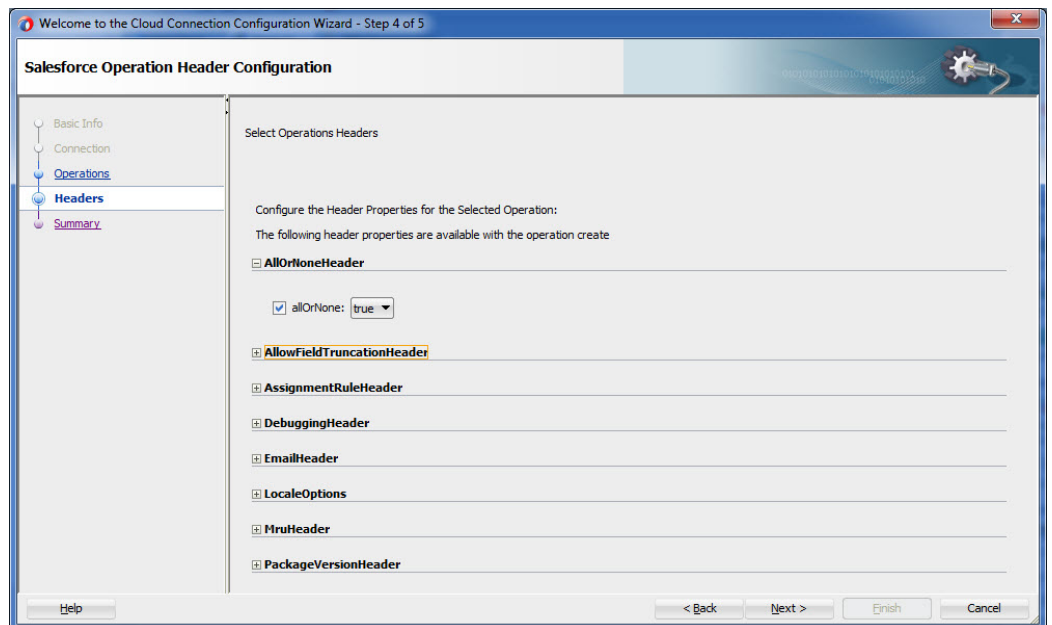 Welcome to the Cloud Connection Configuration Wizard - Step 4 of 5
Salesforce Operation Header Configuration
Basic Info
Connection
Operations
Headers
Summary
Select Operations Headers
Configure the Header Properties for the Selected Operation:
The following header properties are available with the operation create
AllOrNoneHeader
allOrNone: true
AllowFieldTruncationHeader
AssignmentRuleHeader
DebuggingHeader
EmailHeader
LocaleOptions
MruHeader
PackageVersionHeader
Help < Back Next > Finish Cancel